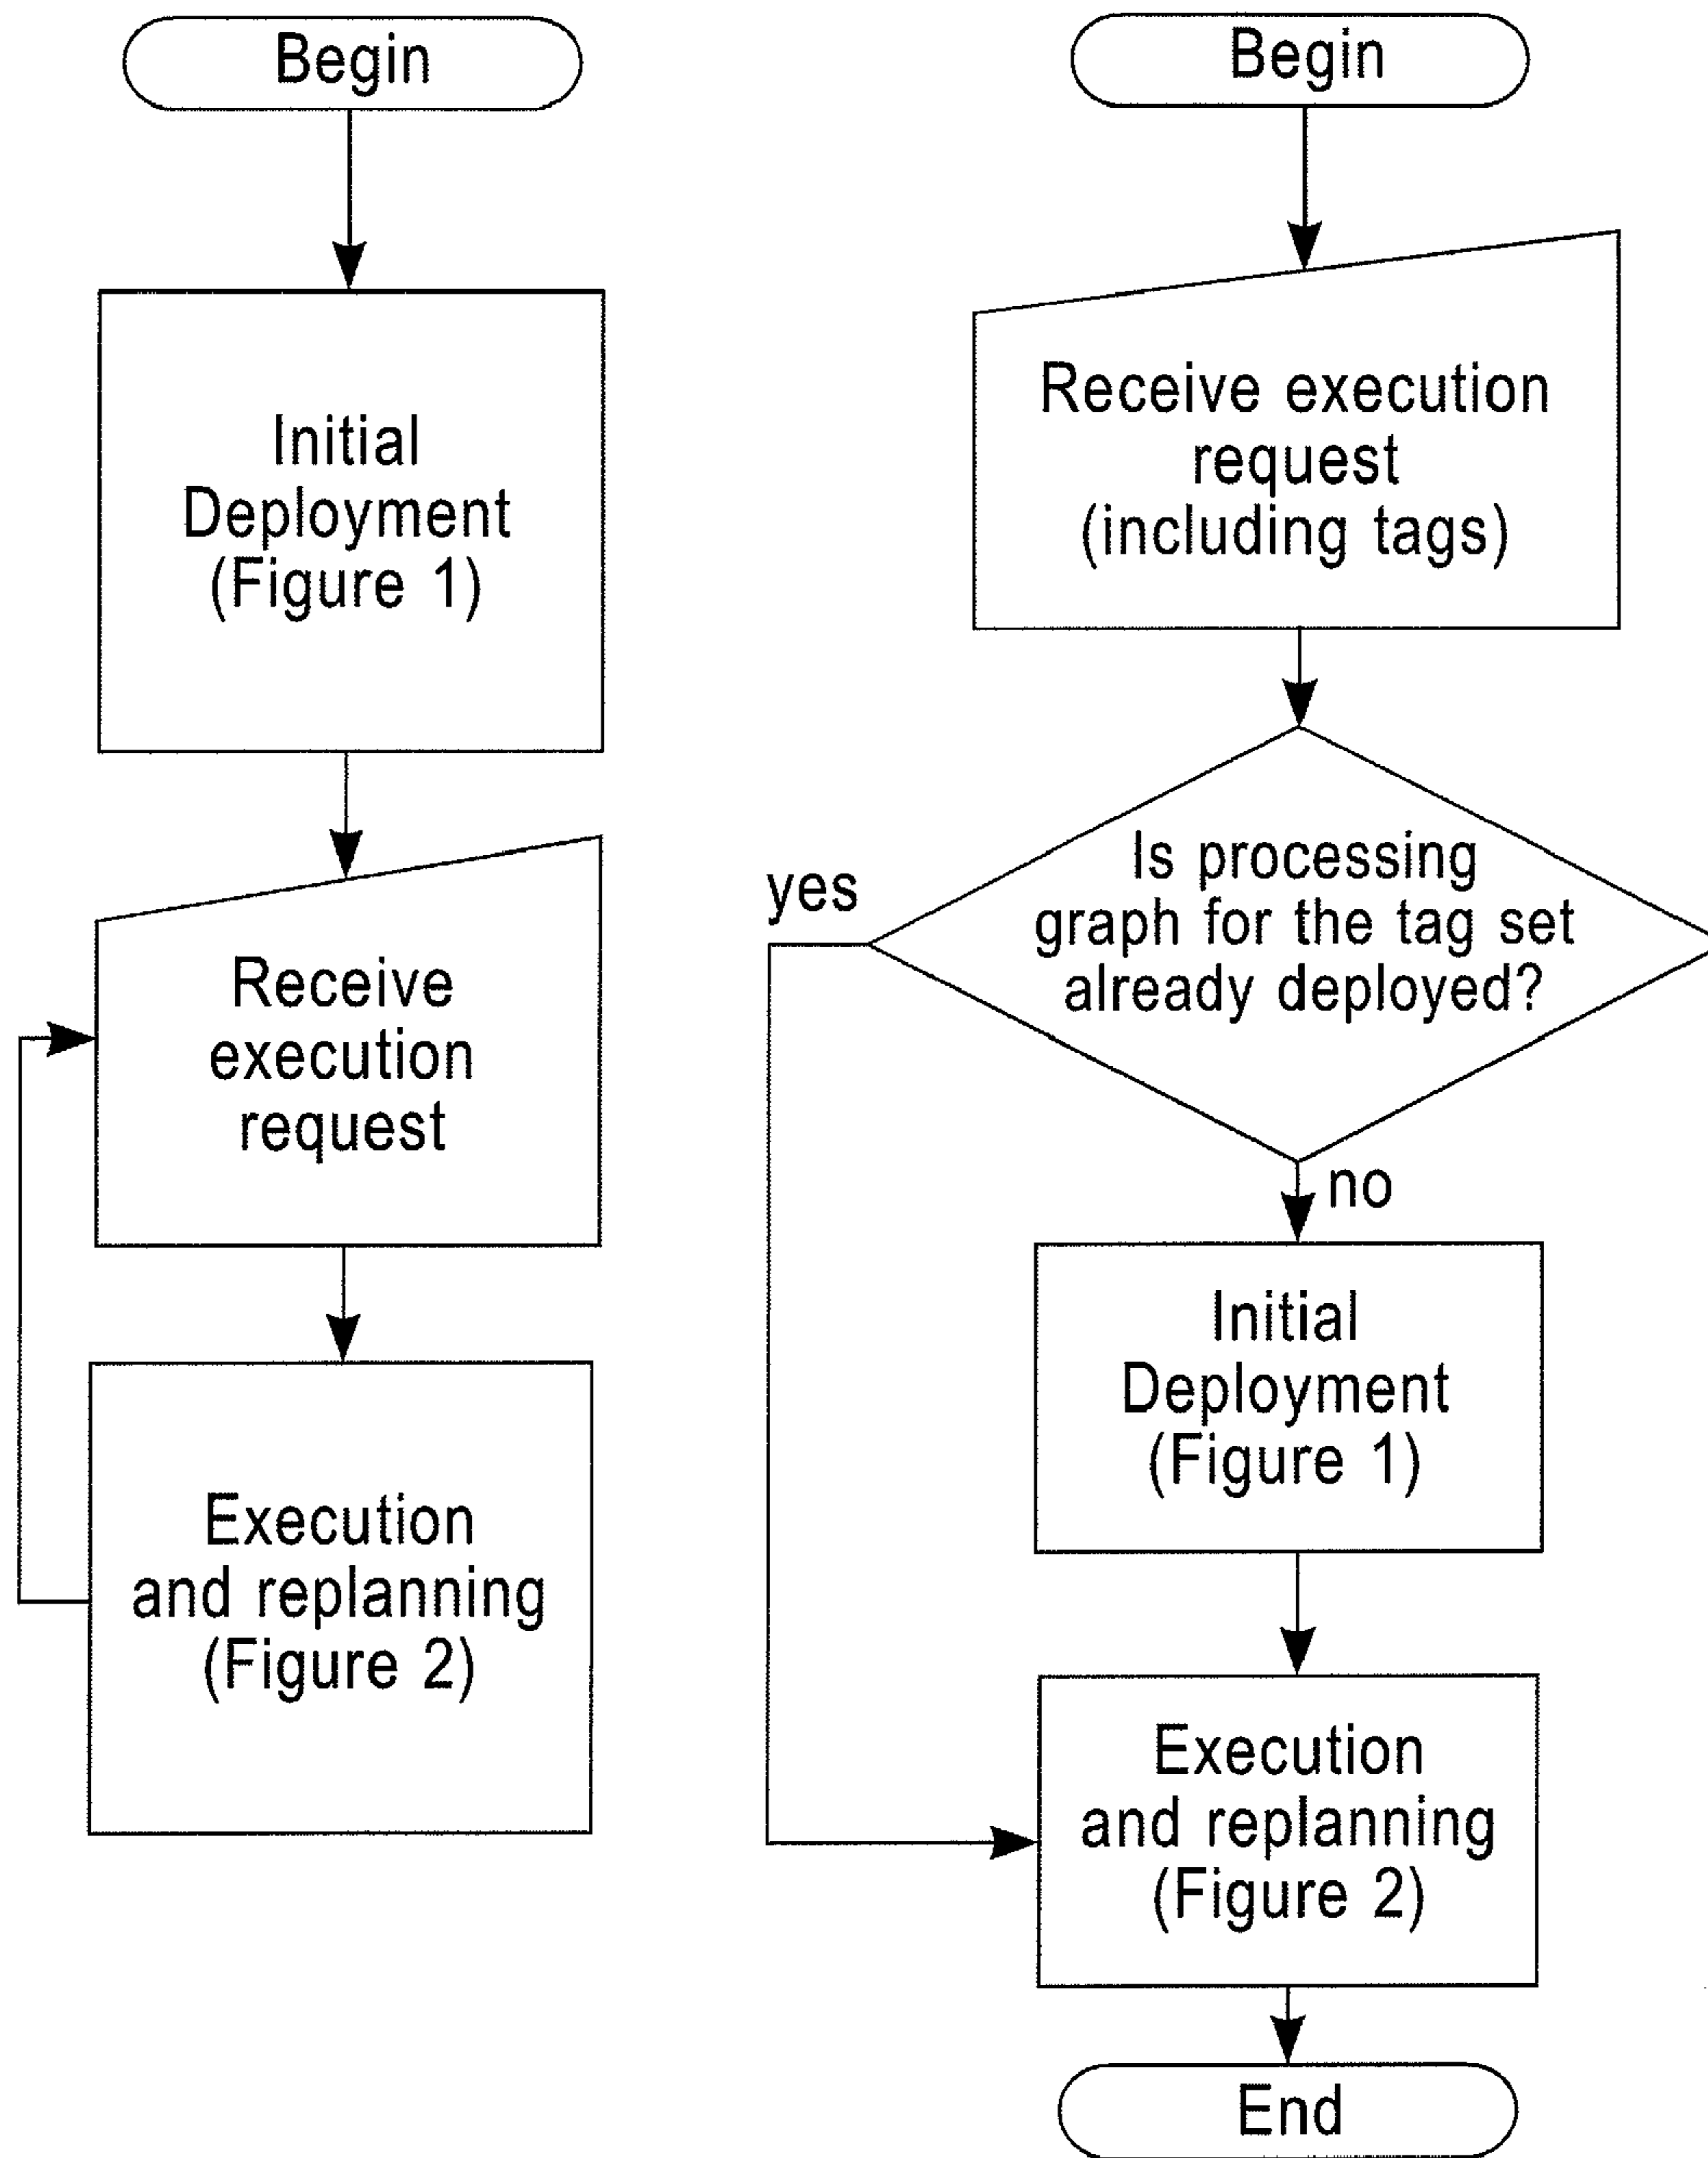 Begin
Initial
Deployment
(Figure 1)
Receive
execution
request
Execution
and replanning
(Figure 2)
Begin
Receive execution
request
(including tags)
Is processing
graph for the tag set
already deployed?
yes
no
Initial
Deployment
(Figure 1)
Execution
and replanning
(Figure 2)
End